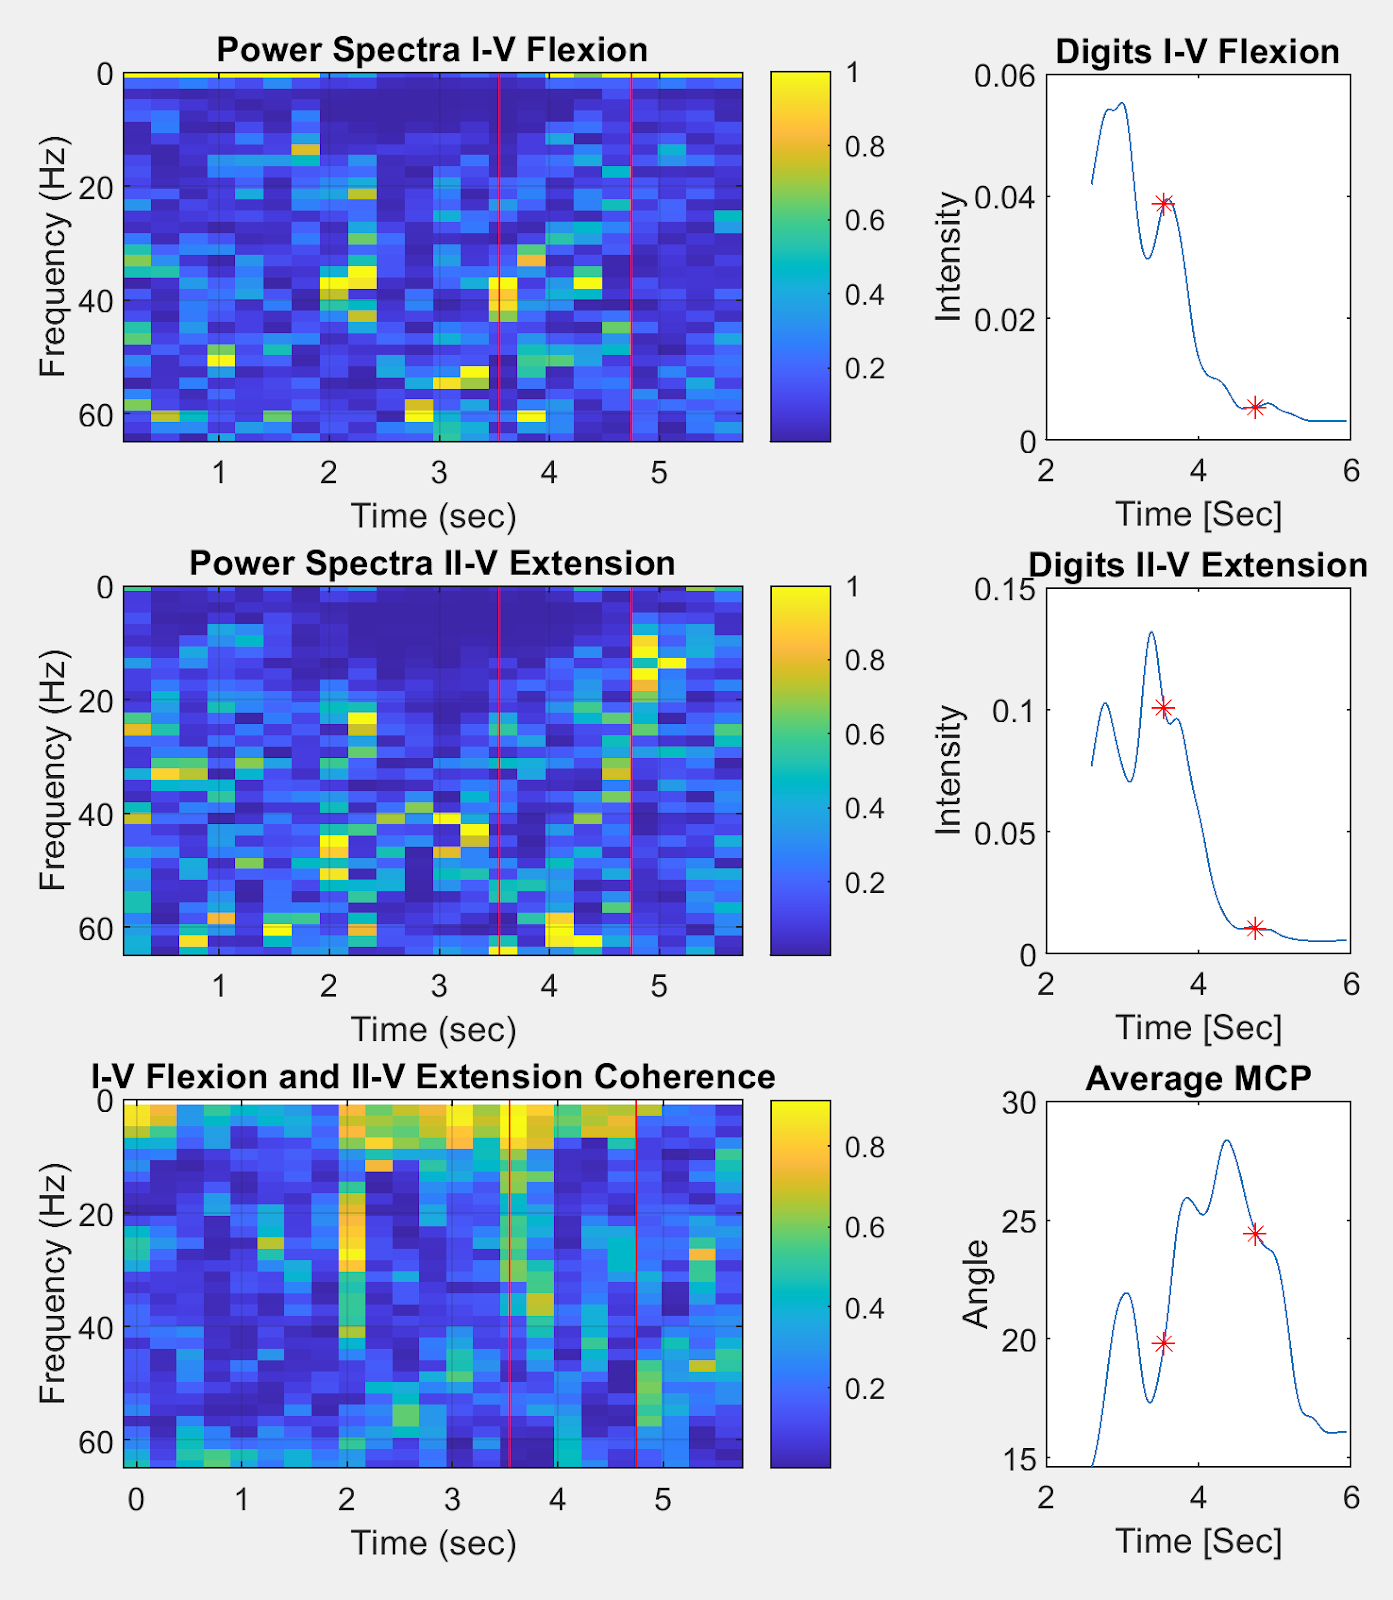 Power Spectra I-V Flexion
0
20
40
60
Frequency (Hz)
1 2 3 4 5
Time (sec)
1
0.8
0.6
0.4
0.2
Digits I-V Flexion
0.06
0.04
0.02
0
Intensity
2 4 6
Time [Sec]
Power Spectra II-V Extension
0
20
40
60
Frequency (Hz)
1 2 3 4 5
Time (sec)
1
0.8
0.6
0.4
0.2
Digits II-V Extension
0.15
0.1
0.05
0
Intensity
2 4 6
Time [Sec]
I-V Flexion and II-V Extension Coherence
0
20
40
60
Frequency (Hz)
0 1 2 3 4 5
Time (sec)
0.8
0.6
0.4
0.2
Average MCP
30
25
20
15
Angle
2 4 6
Time [Sec]